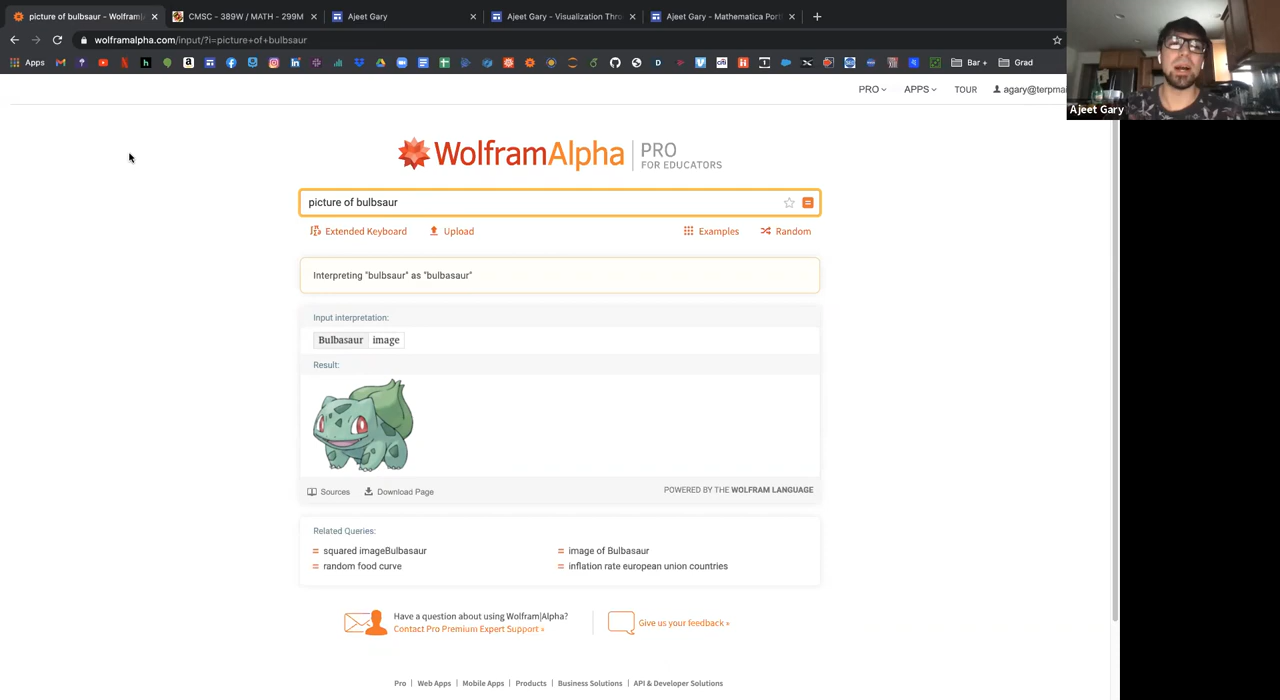 picture of bulbsaur - Wolfram|
CMSC - 389W / MATH - 299M
Ajeet Gary
Ajeet Gary - Visualization Thro
Ajeet Gary - Mathematica Port
wolframalpha.com/input/?i=picture+of+bulbsaur
Apps
Bar +
Grad
Ajeet Gary
PRO
APPS
TOUR
agary@terpma
WolframAlpha PRO
FOR EDUCATORS
picture of bulbsaur
Extended Keyboard
Upload
Examples
Random
Interpreting "bulbsaur" as "bulbasaur"
Input interpretation:
Bulbasaur image
Result:
Sources
Download Page
POWERED BY THE WOLFRAM LANGUAGE
Related Queries:
= squared imageBulbasaur
= image of Bulbasaur
= random food curve
= inflation rate european union countries
Have a question about using Wolfram|Alpha?
Contact Pro Premium Expert Support »
Give us your feedback »
Pro | Web Apps | Mobile Apps | Products | Business Solutions | API & Developer Solutions